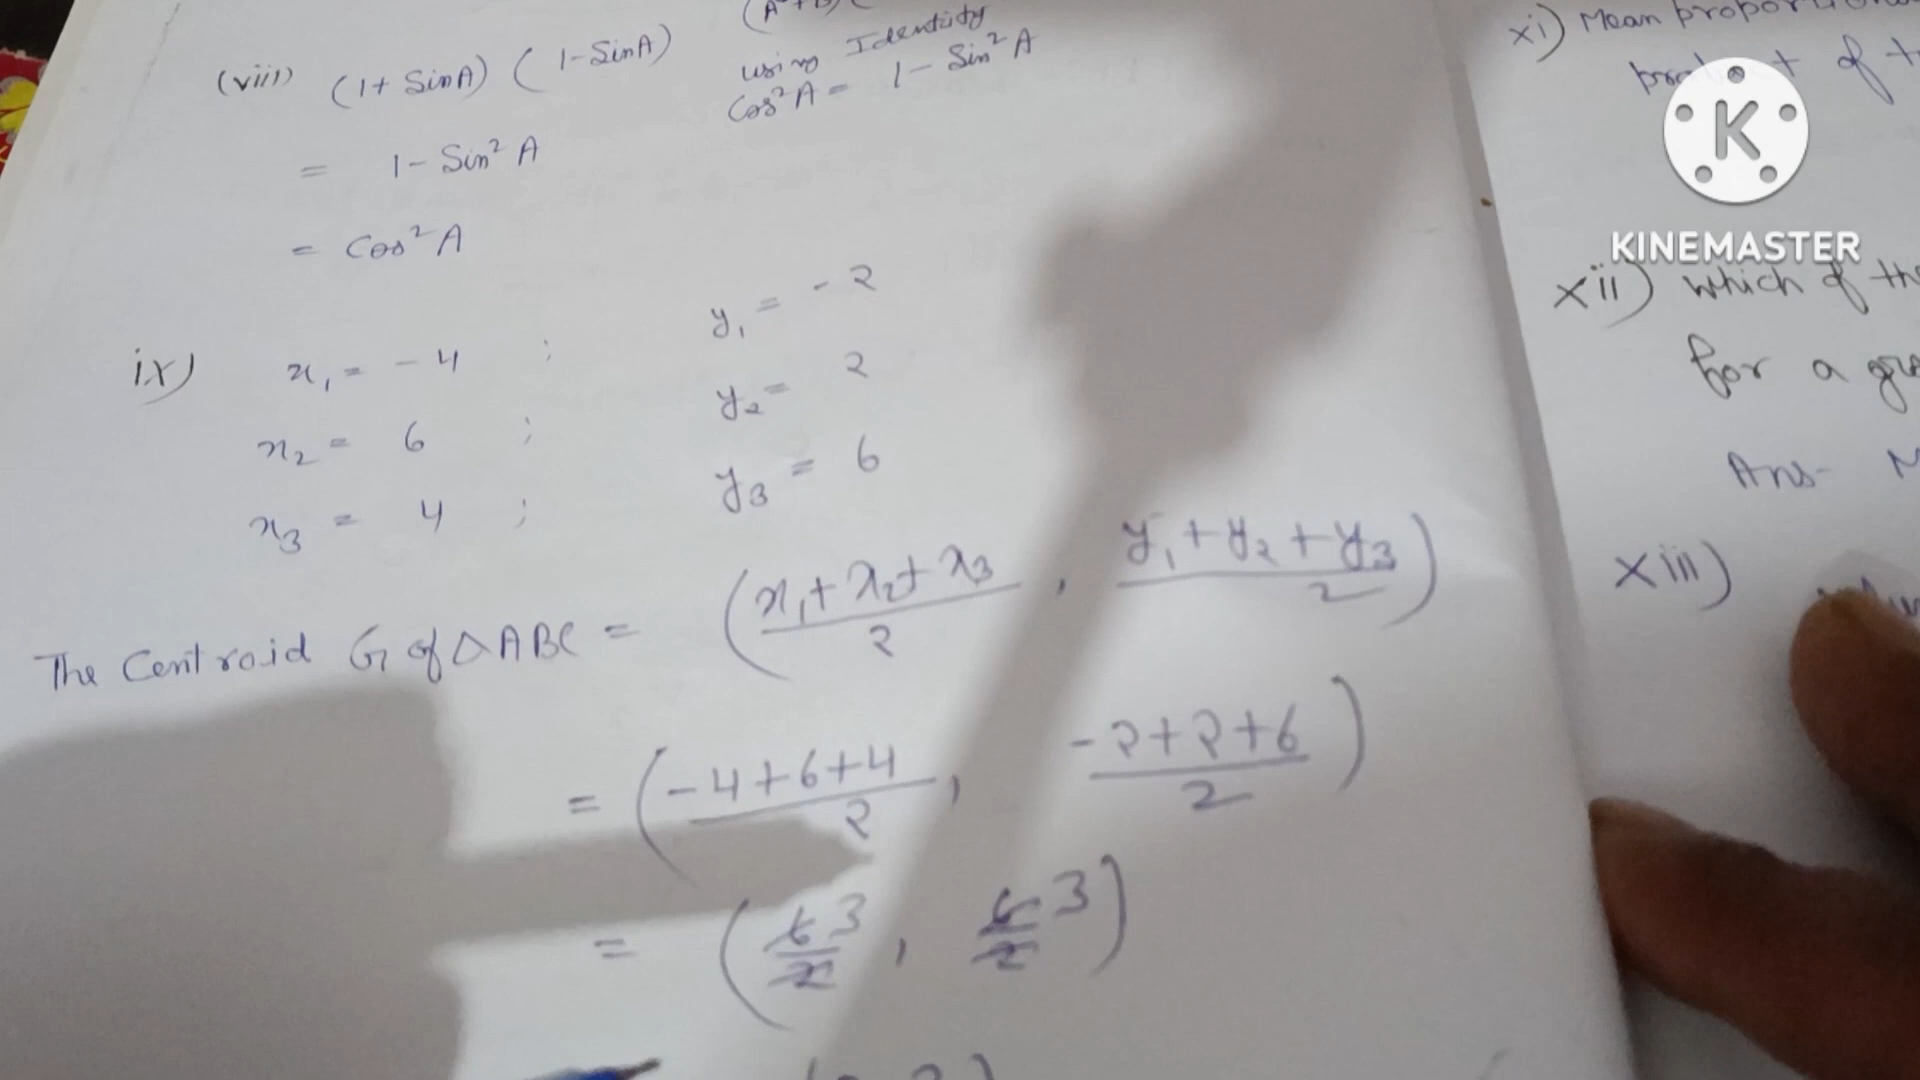 (viii) (1+ SinA) ( 1-SinA)
using Identity
Cos²A = 1- Sin²A
= 1- Sin² A
= Cos² A
ix) x₁ = - 4 ; y₁ = - 2
x₂ = 6 ; y₂ = 2
x₃ = 4 ; y₃ = 6
The Centroid G of △ABC = (x₁+x₂+x₃/2 , y₁+y₂+y₃/2)
= (-4+6+4/2 , -2+2+6/2)
= (6/2 3 , 6/2 3)
xi) Mean
of
K
KINEMASTER
xii) which of the
for a
Ans-
xiii)